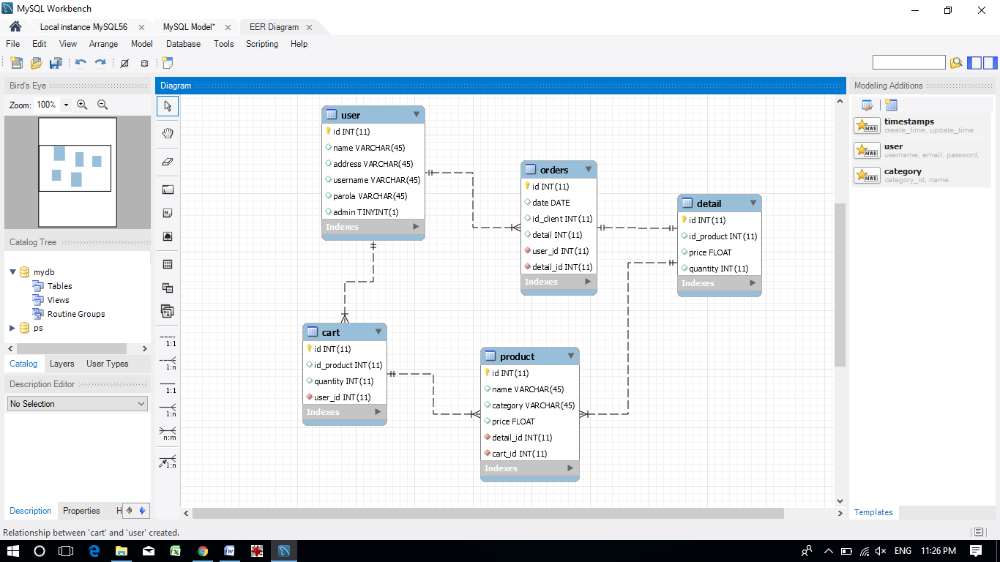 MySQL Workbench
Local instance MySQL56
MySQL Model*
EER Diagram
File Edit View Arrange Model Database Tools Scripting Help
Bird's Eye
Zoom: 100%
Catalog Tree
mydb
Tables
Views
Routine Groups
ps
Catalog Layers User Types
Description Editor
No Selection
Description Properties H
Diagram
1:1
1:n
1:1
1:n
n:m
1:n
user
id INT(11)
name VARCHAR(45)
address VARCHAR(45)
username VARCHAR(45)
parola VARCHAR(45)
admin TINYINT(1)
Indexes
orders
id INT(11)
date DATE
id_client INT(11)
detail INT(11)
user_id INT(11)
detail_id INT(11)
Indexes
detail
id INT(11)
id_product INT(11)
price FLOAT
quantity INT(11)
Indexes
cart
id INT(11)
id_product INT(11)
quantity INT(11)
user_id INT(11)
Indexes
product
id INT(11)
name VARCHAR(45)
category VARCHAR(45)
price FLOAT
detail_id INT(11)
cart_id INT(11)
Indexes
Modeling Additions
MWB
timestamps
create_time, update_time
MWB
user
username, email, password, ...
MWB
category
category_id, name
Templates
Relationship between 'cart' and 'user' created.
ENG 11:26 PM